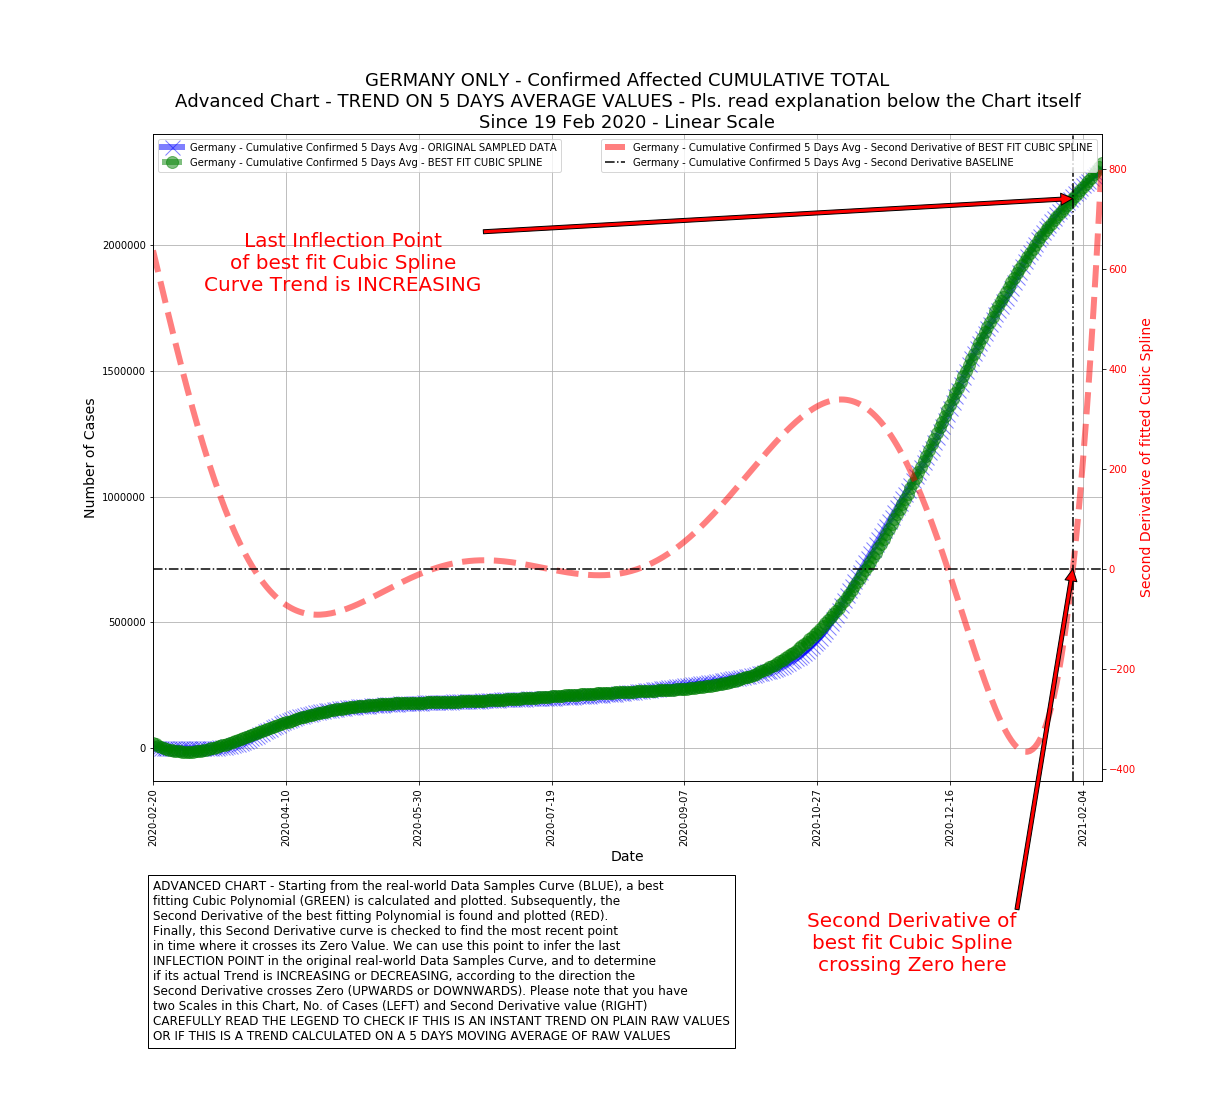 GERMANY ONLY - Confirmed Affected CUMULATIVE TOTAL
Advanced Chart - TREND ON 5 DAYS AVERAGE VALUES - Pls. read explanation below the Chart itself
Since 19 Feb 2020 - Linear Scale
Germany - Cumulative Confirmed 5 Days Avg - ORIGINAL SAMPLED DATA
Germany - Cumulative Confirmed 5 Days Avg - BEST FIT CUBIC SPLINE
Germany - Cumulative Confirmed 5 Days Avg - Second Derivative of BEST FIT CUBIC SPLINE
Germany - Cumulative Confirmed 5 Days Avg - Second Derivative BASELINE
Last Inflection Point
of best fit Cubic Spline
Curve Trend is INCREASING
Number of Cases
2000000
1500000
1000000
500000
0
800
600
400
200
0
−200
−400
Second Derivative of fitted Cubic Spline
2020-02-20
2020-04-10
2020-05-30
2020-07-19
2020-09-07
2020-10-27
2020-12-16
2021-02-04
Date
ADVANCED CHART - Starting from the real-world Data Samples Curve (BLUE), a best
fitting Cubic Polynomial (GREEN) is calculated and plotted. Subsequently, the
Second Derivative of the best fitting Polynomial is found and plotted (RED).
Finally, this Second Derivative curve is checked to find the most recent point
in time where it crosses its Zero Value. We can use this point to infer the last
INFLECTION POINT in the original real-world Data Samples Curve, and to determine
if its actual Trend is INCREASING or DECREASING, according to the direction the
Second Derivative crosses Zero (UPWARDS or DOWNWARDS). Please note that you have
two Scales in this Chart, No. of Cases (LEFT) and Second Derivative value (RIGHT)
CAREFULLY READ THE LEGEND TO CHECK IF THIS IS AN INSTANT TREND ON PLAIN RAW VALUES
OR IF THIS IS A TREND CALCULATED ON A 5 DAYS MOVING AVERAGE OF RAW VALUES
Second Derivative of
best fit Cubic Spline
crossing Zero here